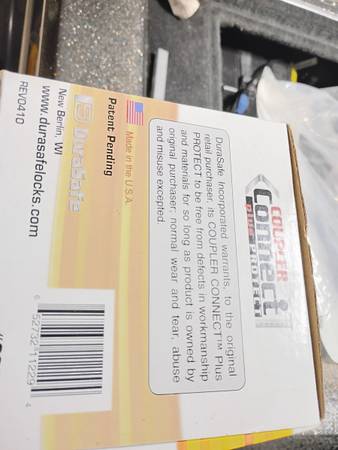 COUPLER
Connect
plus
DuraSafe Incorporated warrants, to the original
retail purchaser, its COUPLER CONNECT™ Plus
PROTECT to be free from defects in workmanship
and materials for so long as product is owned by
original purchaser, normal wear and tear, abuse
and misuse excepted.
Made in the U.S.A.
Patent Pending
DuraSafe
New Berlin, WI
www.durasafelocks.com
REV0410